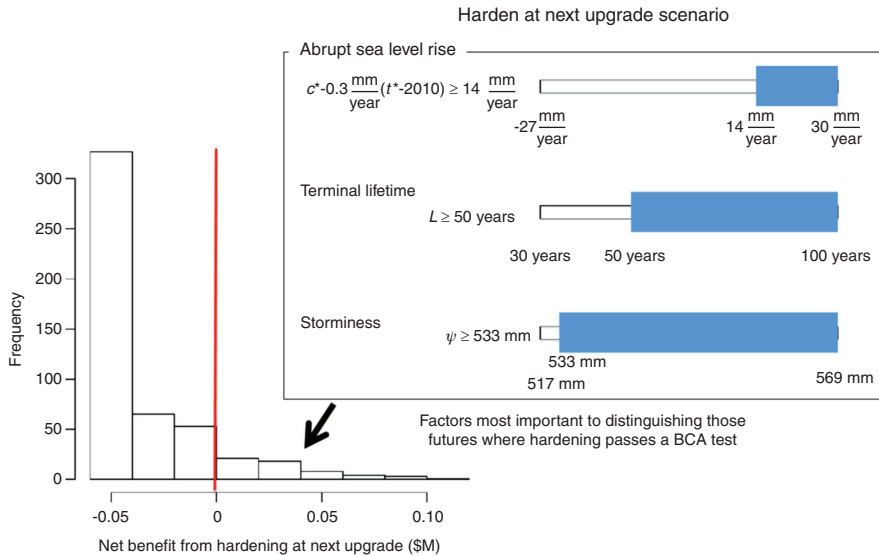 Harden at next upgrade scenario
Abrupt sea level rise
c*-0.3 mm/year (t*-2010) ≥ 14 mm/year
-27 mm/year
14 mm/year
30 mm/year
Terminal lifetime
L ≥ 50 years
30 years
50 years
100 years
Storminess
ψ ≥ 533 mm
533 mm
517 mm
569 mm
Factors most important to distinguishing those
futures where hardening passes a BCA test
Frequency
300
250
200
150
100
50
0
-0.05
0
0.05
0.10
Net benefit from hardening at next upgrade ($M)